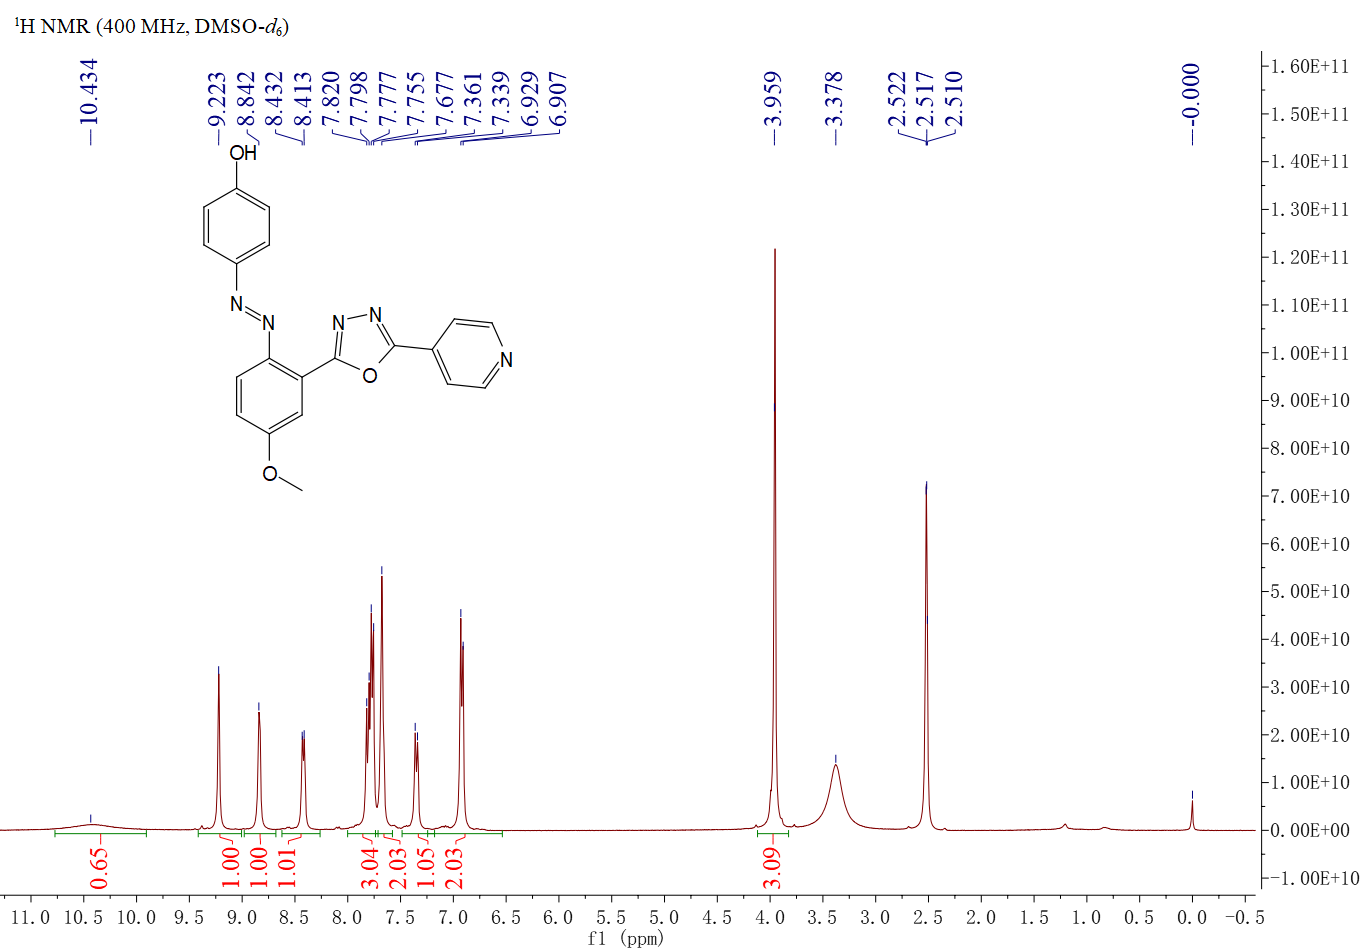 ¹H NMR (400 MHz, DMSO-d₆)
10.434
9.223
8.842
8.432
8.413
7.820
7.798
7.777
7.755
7.677
7.361
7.339
6.929
6.907
3.959
3.378
2.522
2.517
2.510
-0.000
OH
N
N
N
N
O
N
O
1.60E+11
1.50E+11
1.40E+11
1.30E+11
1.20E+11
1.10E+11
1.00E+11
9.00E+10
8.00E+10
7.00E+10
6.00E+10
5.00E+10
4.00E+10
3.00E+10
2.00E+10
1.00E+10
0.00E+00
-1.00E+10
0.65
1.00
1.00
1.01
3.04
2.03
1.05
2.03
3.09
11.0 10.5 10.0 9.5 9.0 8.5 8.0 7.5 7.0 6.5 6.0 5.5 5.0 4.5 4.0 3.5 3.0 2.5 2.0 1.5 1.0 0.5 0.0 -0.5
f1 (ppm)